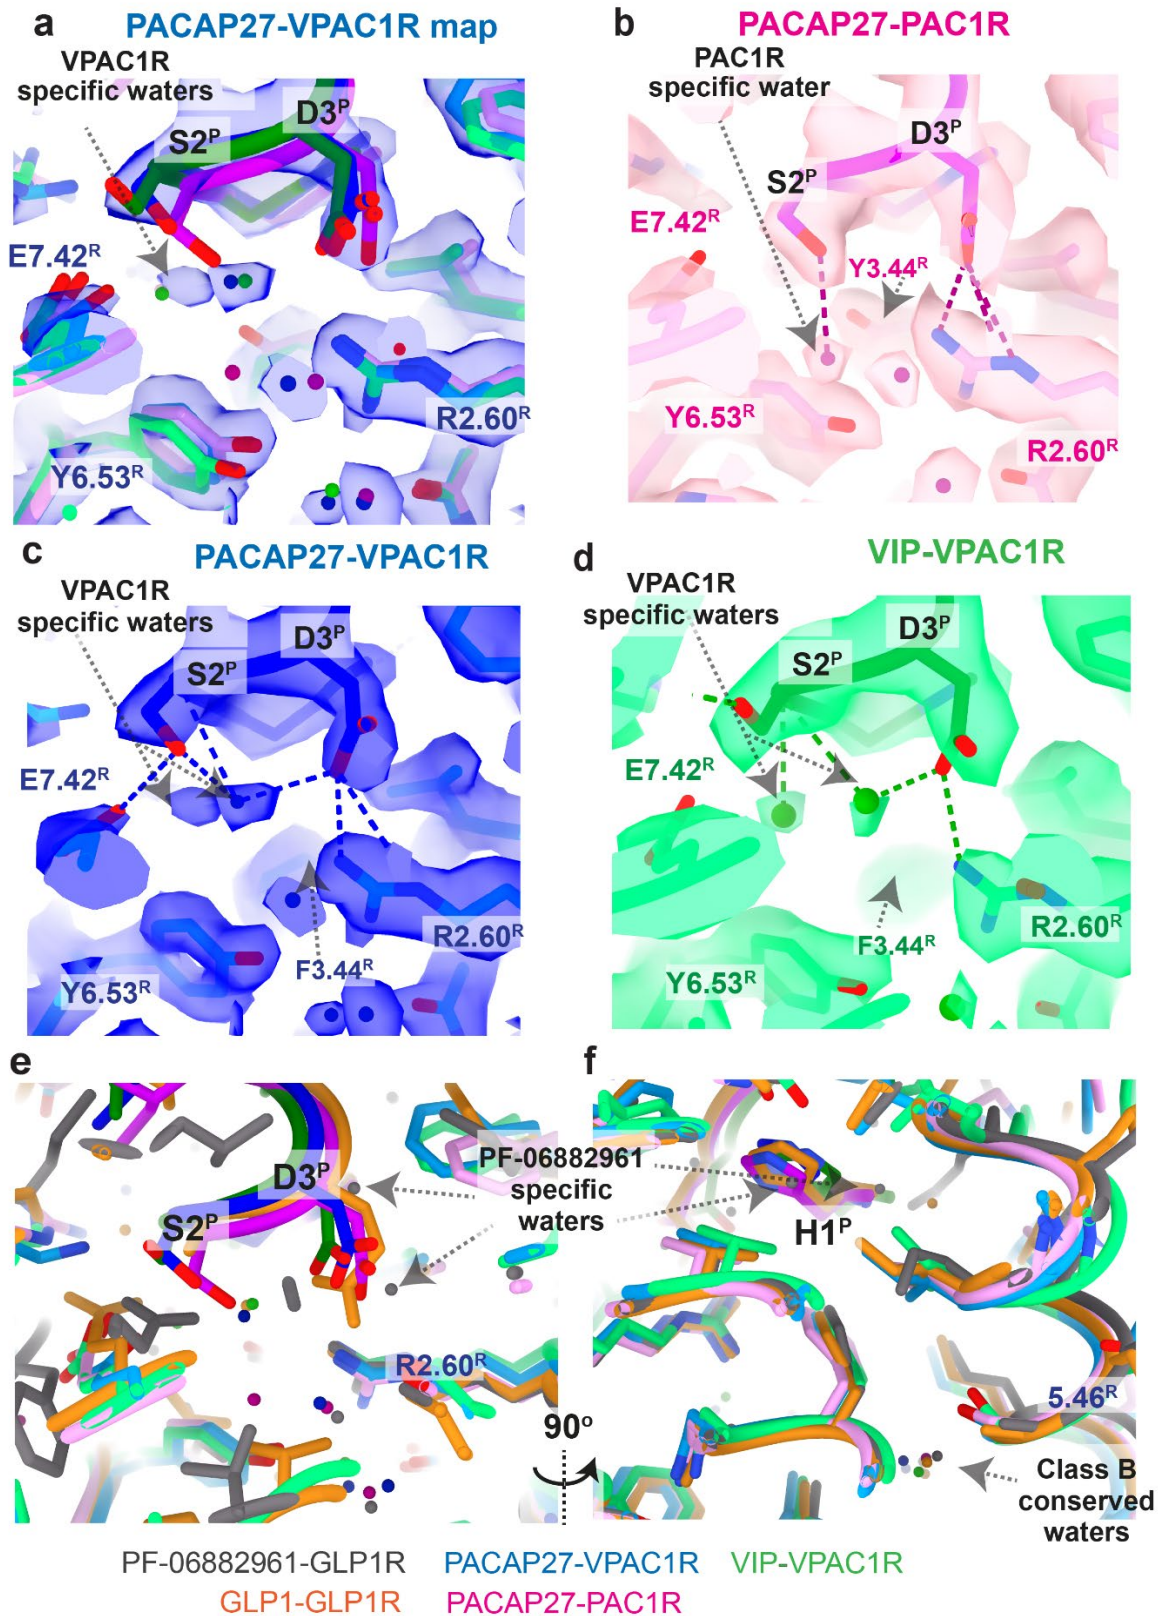 a
PACAP27-VPAC1R map
VPAC1R
specific waters
S2ᴾ
D3ᴾ
E7.42ᴿ
R2.60ᴿ
Y6.53ᴿ
b
PACAP27-PAC1R
PAC1R
specific water
D3ᴾ
S2ᴾ
E7.42ᴿ
Y3.44ᴿ
Y6.53ᴿ
R2.60ᴿ
c
PACAP27-VPAC1R
VPAC1R
specific waters
D3ᴾ
S2ᴾ
E7.42ᴿ
R2.60ᴿ
F3.44ᴿ
Y6.53ᴿ
d
VIP-VPAC1R
VPAC1R
specific waters
D3ᴾ
S2ᴾ
E7.42ᴿ
R2.60ᴿ
F3.44ᴿ
Y6.53ᴿ
e
D3ᴾ
S2ᴾ
R2.60ᴿ
PF-06882961
specific
waters
90º
f
H1ᴾ
5.46ᴿ
Class B
conserved
waters
PF-06882961-GLP1R PACAP27-VPAC1R VIP-VPAC1R
GLP1-GLP1R PACAP27-PAC1R